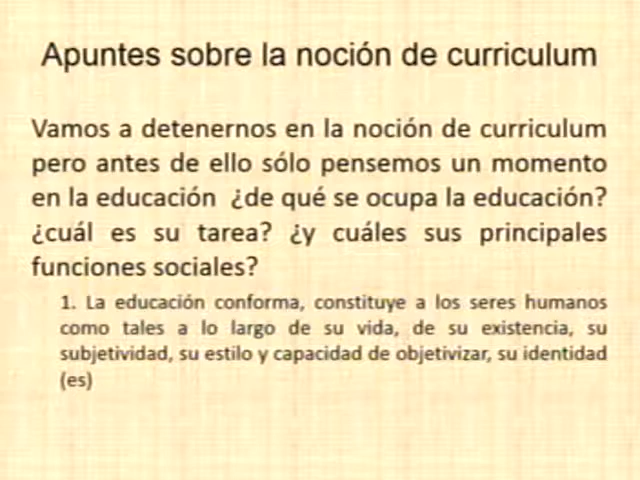 Apuntes sobre la noción de curriculum
Vamos a detenernos en la noción de curriculum
pero antes de ello sólo pensemos un momento
en la educación ¿de qué se ocupa la educación?
¿cuál es su tarea? ¿y cuáles sus principales
funciones sociales?
1. La educación conforma, constituye a los seres humanos
como tales a lo largo de su vida, de su existencia, su
subjetividad, su estilo y capacidad de objetivizar, su identidad
(es)